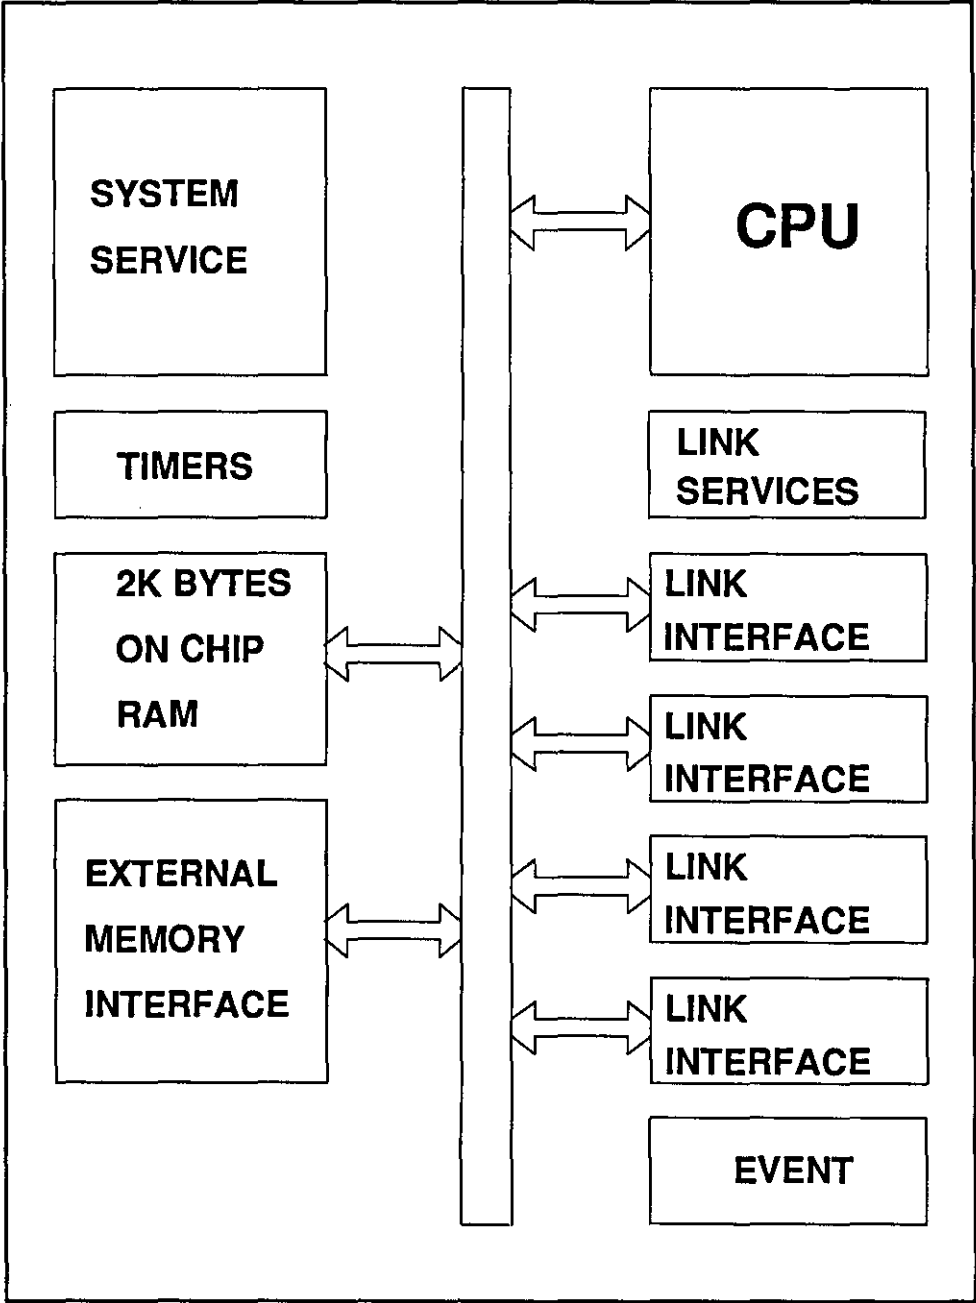 SYSTEM
SERVICE
TIMERS
2K BYTES
ON CHIP
RAM
EXTERNAL
MEMORY
INTERFACE
CPU
LINK
SERVICES
LINK
INTERFACE
LINK
INTERFACE
LINK
INTERFACE
LINK
INTERFACE
EVENT